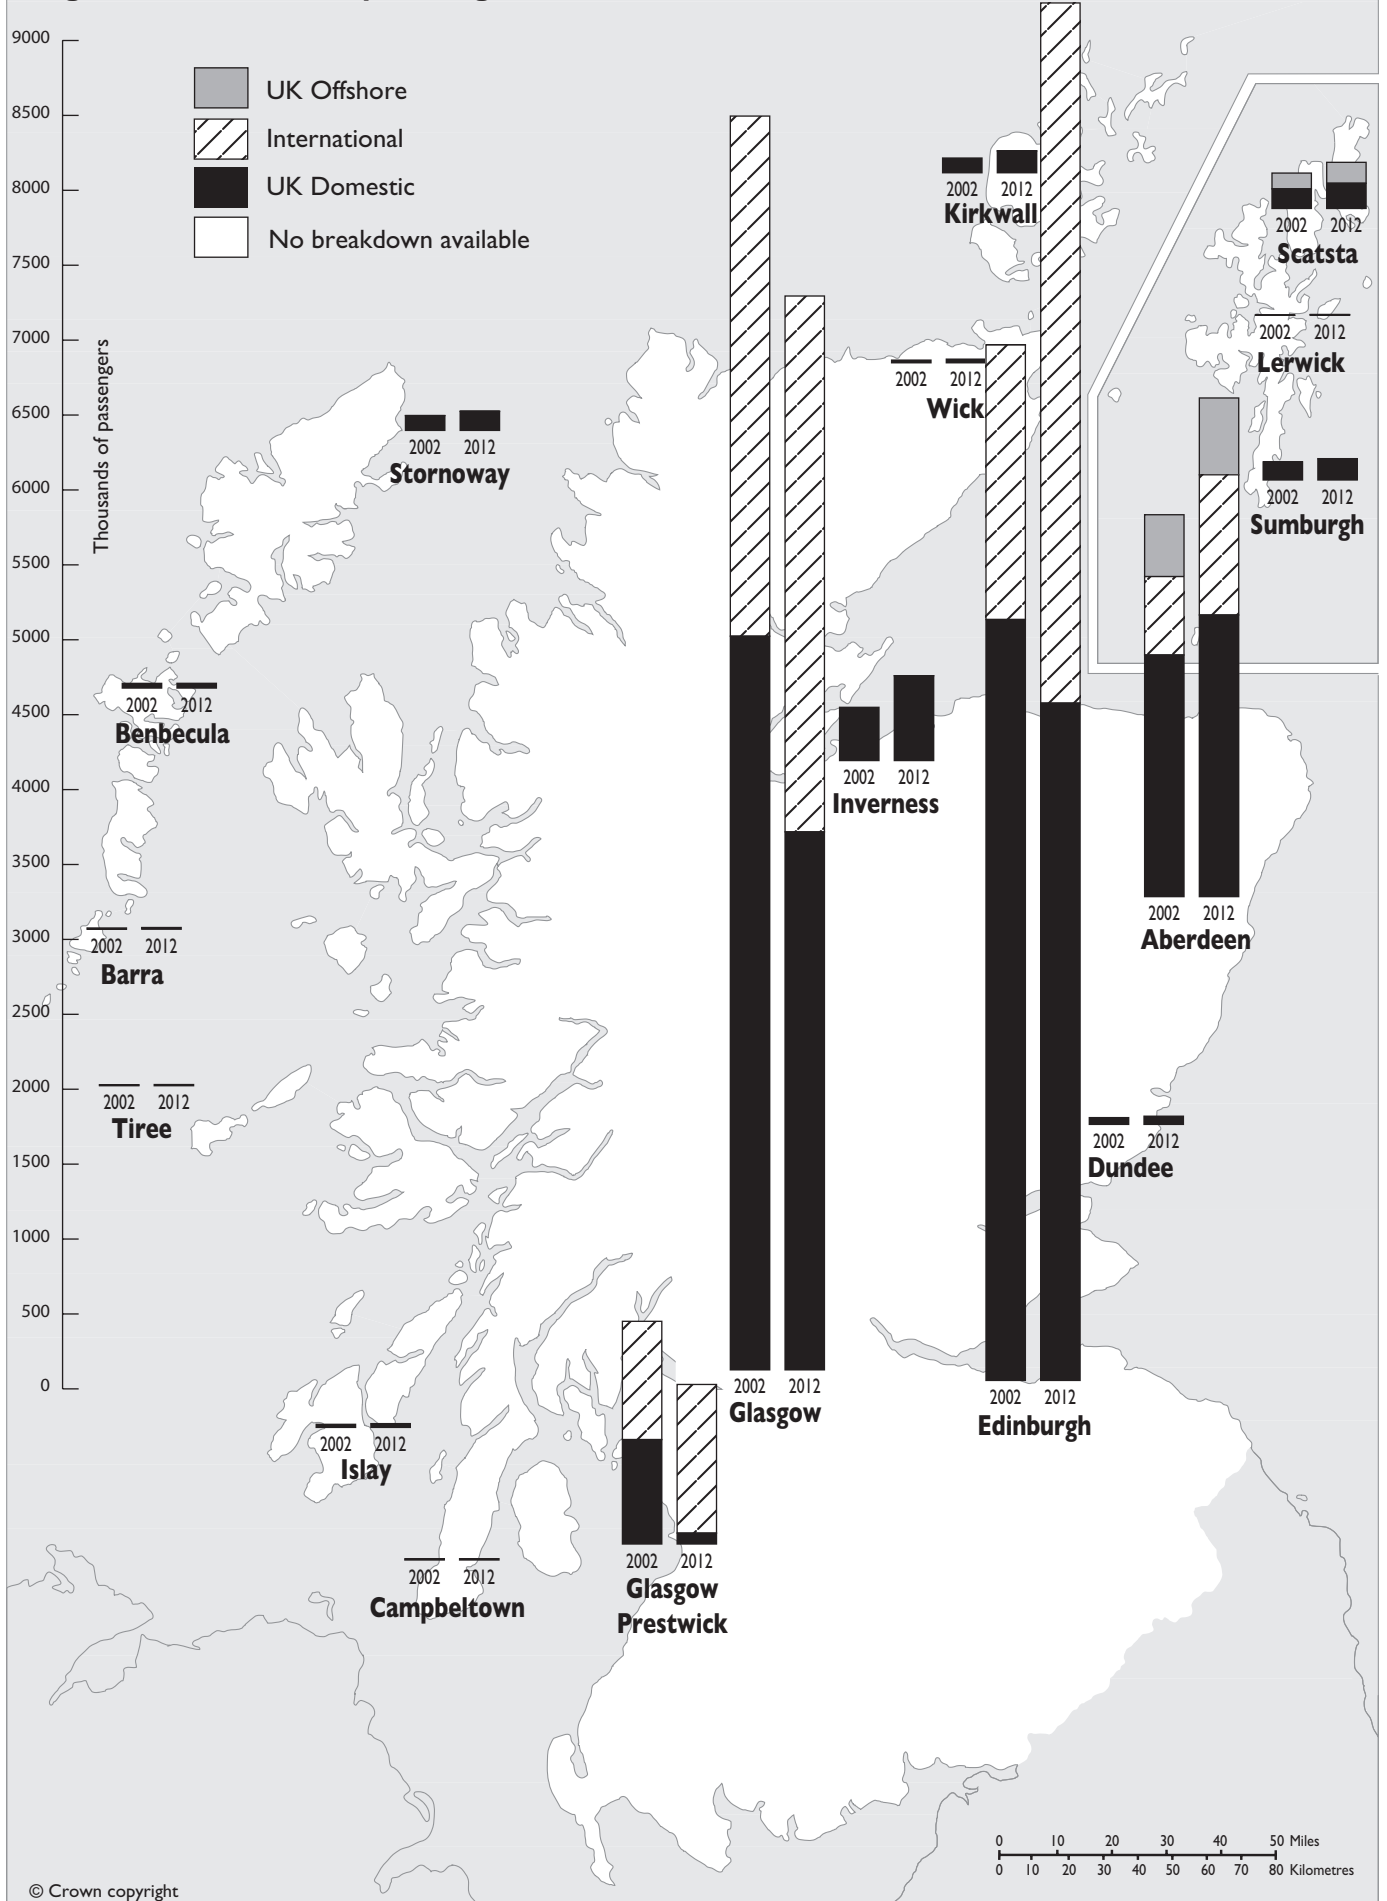 9000
8500
8000
7500
7000
6500
6000
5500
5000
4500
4000
3500
3000
2500
2000
1500
1000
500
0
Thousands of passengers
UK Offshore
International
UK Domestic
No breakdown available
2002 2012
Kirkwall
2002 2012
Scatsta
2002 2012
Lerwick
2002 2012
Wick
2002 2012
Stornoway
2002 2012
Sumburgh
2002 2012
Benbecula
2002 2012
Inverness
2002 2012
Aberdeen
2002 2012
Barra
2002 2012
Tiree
2002 2012
Dundee
2002 2012
Glasgow
2002 2012
Edinburgh
2002 2012
Islay
2002 2012
Campbeltown
2002 2012
Glasgow
Prestwick
0 10 20 30 40 50 Miles
0 10 20 30 40 50 60 70 80 Kilometres
© Crown copyright